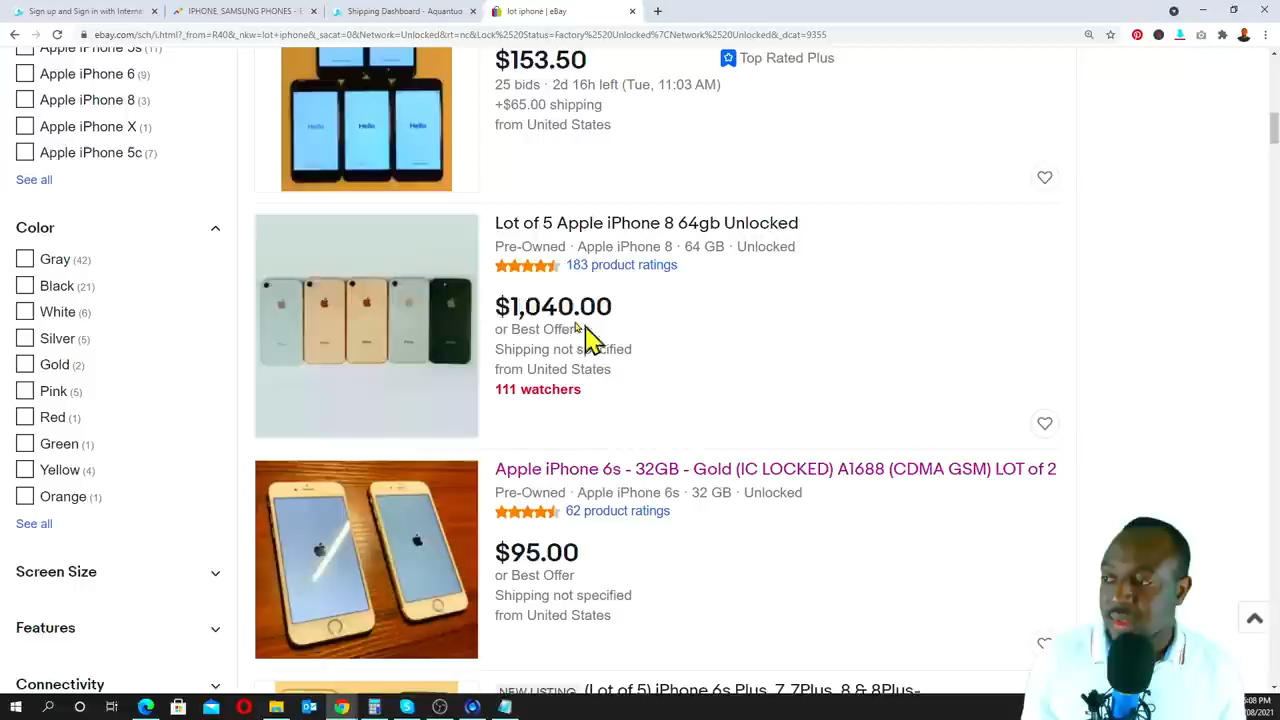 Sign up and Sign in with Interna
IPHONE, SAMSUNG PHONES - E
Shipping Dashboard - Aquantuo
lot iphone | eBay
ebay.com/sch/i.html?_from=R40&_nkw=lot+iphone&_sacat=0&Network=Unlocked&rt=nc&Lock%2520Status=Factory%2520Unlocked%7CNetwork%2520Unlocked&_dcat=9355
Apple iPhone 5s (11)
Apple iPhone 6 (9)
Apple iPhone 8 (3)
Apple iPhone X (1)
Apple iPhone 5c (7)
See all
Color
Gray (42)
Black (21)
White (6)
Silver (5)
Gold (2)
Pink (5)
Red (1)
Green (1)
Yellow (4)
Orange (1)
See all
Screen Size
Features
Connectivity
$153.50
Top Rated Plus
25 bids · 2d 16h left (Tue, 11:03 AM)
+$65.00 shipping
from United States
Hello Hello Hello
Lot of 5 Apple iPhone 8 64gb Unlocked
Pre-Owned · Apple iPhone 8 · 64 GB · Unlocked
183 product ratings
$1,040.00
or Best Offer
Shipping not specified
from United States
111 watchers
Apple iPhone 6s - 32GB - Gold (IC LOCKED) A1688 (CDMA GSM) LOT of 2
Pre-Owned · Apple iPhone 6s · 32 GB · Unlocked
62 product ratings
$95.00
or Best Offer
Shipping not specified
from United States
NEW LISTING (Lot of 5) iPhone 6s Plus, 7,7Plus, 8 & 8Plus-